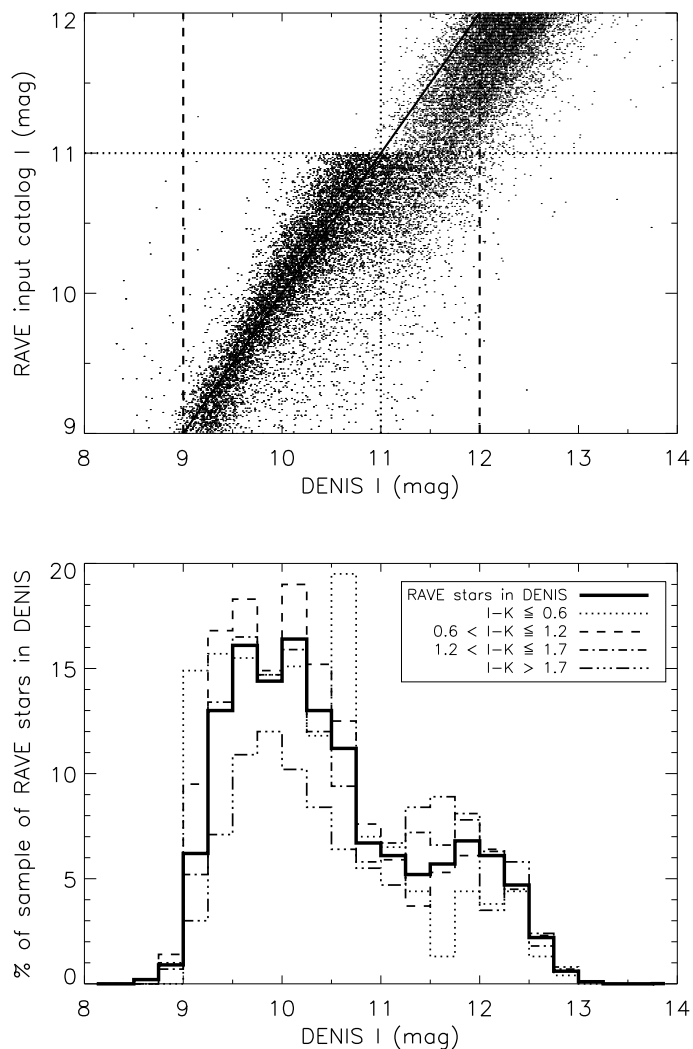 RAVE input catalog I (mag)
12
11
10
9
8 9 10 11 12 13 14
DENIS I (mag)
% of sample of RAVE stars in DENIS
20
15
10
5
0
RAVE stars in DENIS
I-K ≦ 0.6
0.6 < I-K ≦ 1.2
1.2 < I-K ≦ 1.7
I-K > 1.7
8 9 10 11 12 13 14
DENIS I (mag)